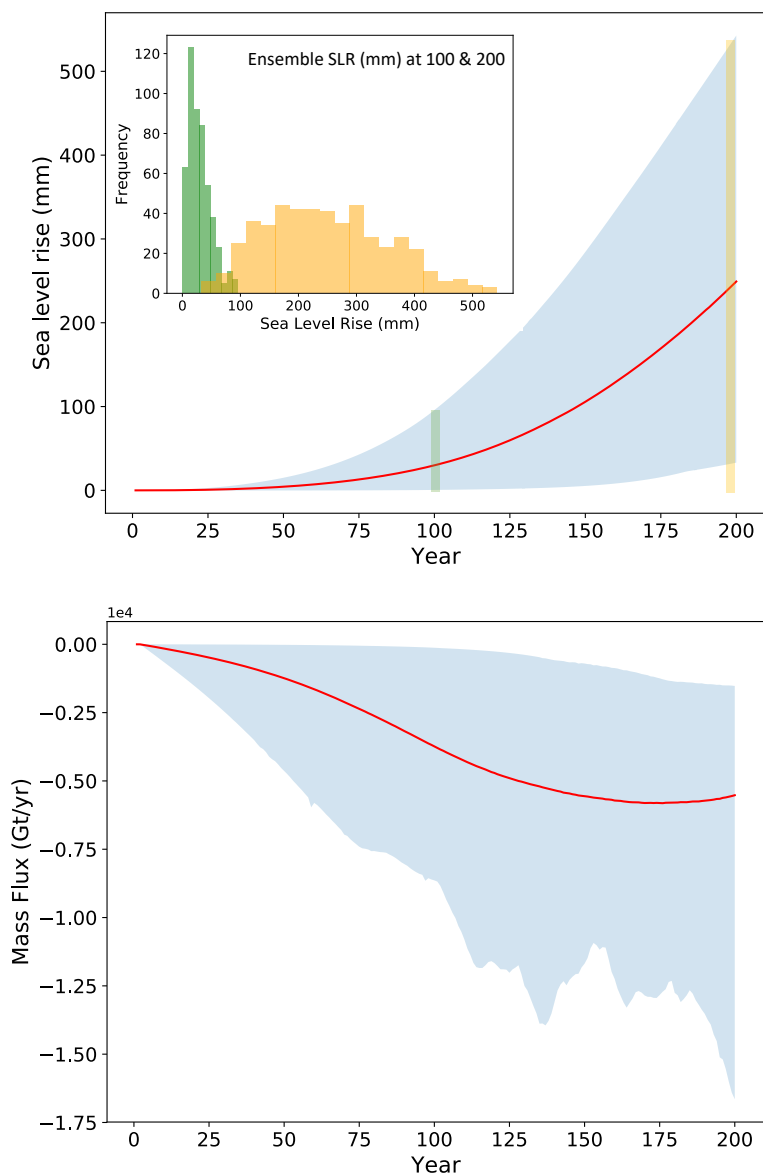 Sea level rise (mm)
500
400
300
200
100
0
Ensemble SLR (mm) at 100 & 200
Frequency
120
100
80
60
40
20
0
0 100 200 300 400 500
Sea Level Rise (mm)
0 25 50 75 100 125 150 175 200
Year
1e4
Mass Flux (Gt/yr)
0.00
−0.25
−0.50
−0.75
−1.00
−1.25
−1.50
−1.75
0 25 50 75 100 125 150 175 200
Year